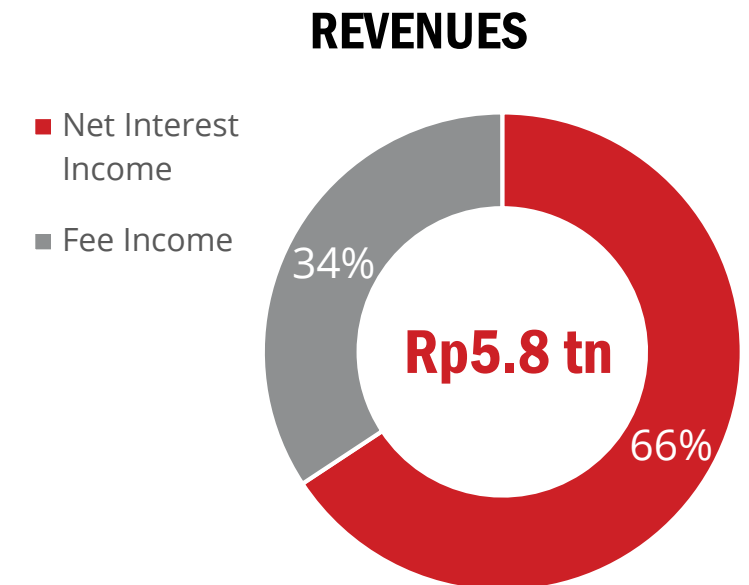 REVENUES
Net Interest
Income
Fee Income
34%
Rp5.8 tn
66%